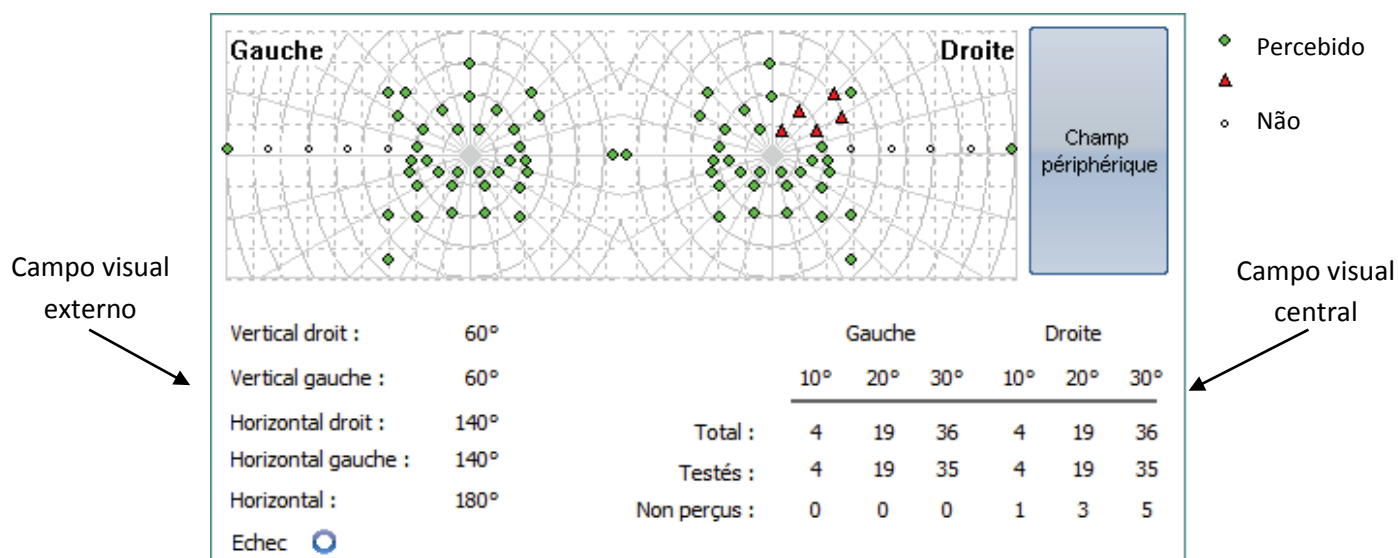 Gauche Droite
Percebido
Não
Champ
périphérique
Campo visual
externo
Campo visual
central
Vertical droit : 60°
Vertical gauche : 60°
Horizontal droit : 140°
Horizontal gauche : 140°
Horizontal : 180°
Echec
Gauche Droite
10° 20° 30° 10° 20° 30°
Total : 4 19 36 4 19 36
Testés : 4 19 35 4 19 35
Non perçus : 0 0 0 1 3 5